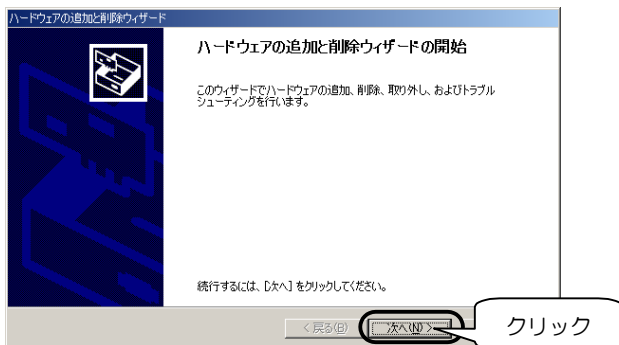 ハードウェアの追加と削除ウィザード
ハードウェアの追加と削除ウィザードの開始
このウィザードでハードウェアの追加、削除、取り外し、およびトラブル
シューティングを行います。
続行するには、[次へ] をクリックしてください。
< 戻る(B)
次へ(N) >
クリック